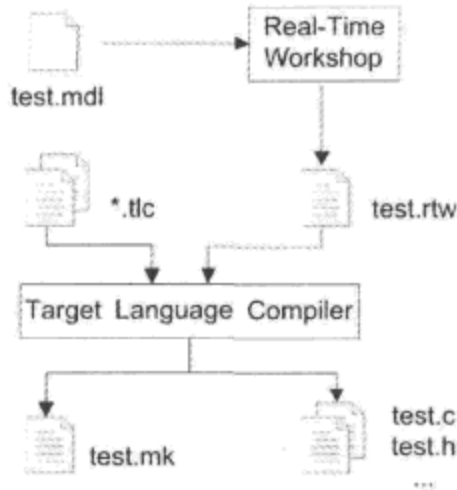 Real-Time
Workshop
test.mdl
*.tlc
test.rtw
Target Language Compiler
test.mk
test.c
test.h
...